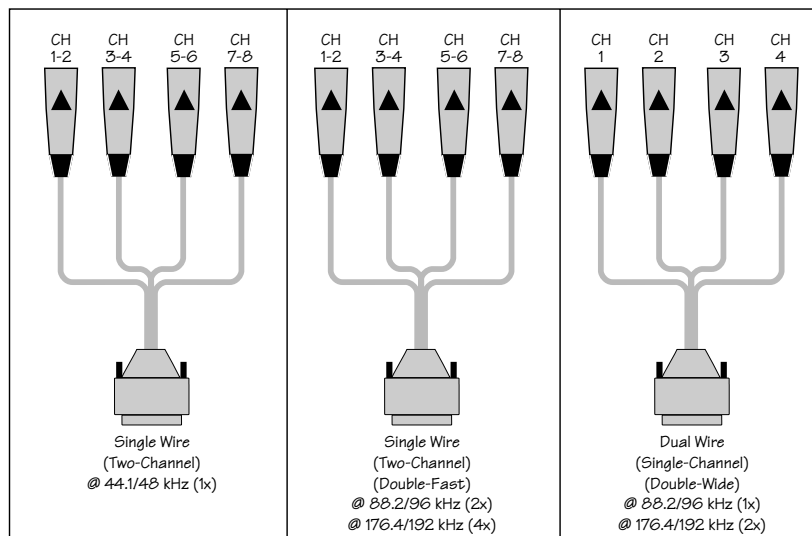 CH
1-2
CH
3-4
CH
5-6
CH
7-8
Single Wire
(Two-Channel)
@ 44.1/48 kHz (1x)
CH
1-2
CH
3-4
CH
5-6
CH
7-8
Single Wire
(Two-Channel)
(Double-Fast)
@ 88.2/96 kHz (2x)
@ 176.4/192 kHz (4x)
CH
1
CH
2
CH
3
CH
4
Dual Wire
(Single-Channel)
(Double-Wide)
@ 88.2/96 kHz (1x)
@ 176.4/192 kHz (2x)